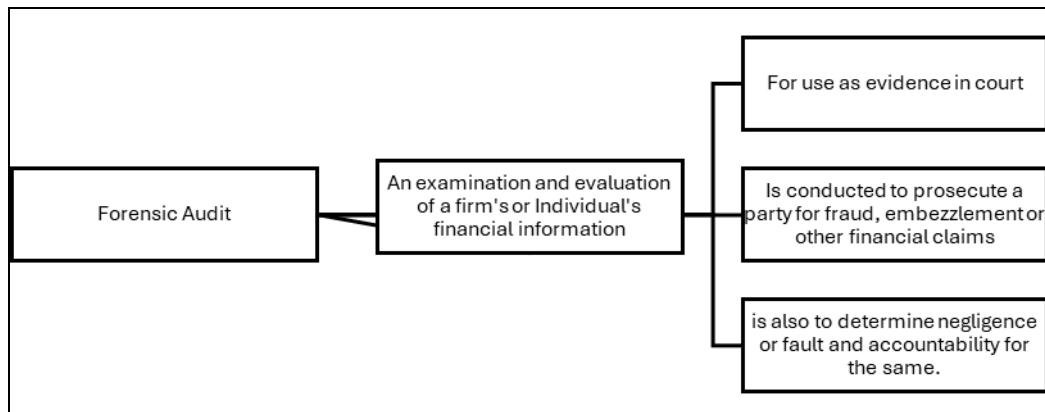 Forensic Audit
An examination and evaluation
of a firm's or Individual's
financial information
For use as evidence in court
Is conducted to prosecute a
party for fraud, embezzlement or
other financial claims
is also to determine negligence
or fault and accountability for
the same.